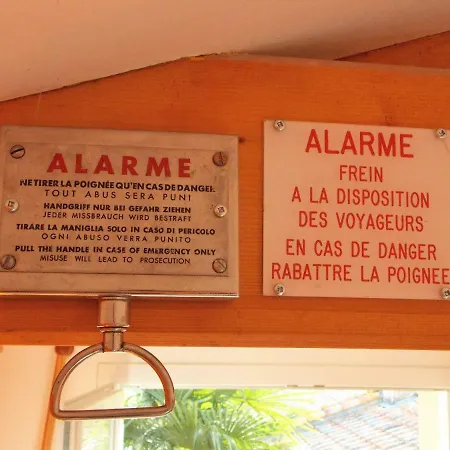 ALARME
NE TIRER LA POIGNÉE QU'EN CAS DE DANGER
TOUT ABUS SERA PUNI
HANDGRIFF NUR BEI GEFAHR ZIEHEN
JEDER MISSBRAUCH WIRD BESTRAFT
TIRARE LA MANIGLIA SOLO IN CASO DI PERICOLO
OGNI ABUSO VERRA PUNITO
PULL THE HANDLE IN CASE OF EMERGENCY ONLY
MISUSE WILL LEAD TO PROSECUTION
ALARME
FREIN
A LA DISPOSITION
DES VOYAGEURS
EN CAS DE DANGER
RABATTRE LA POIGNEE